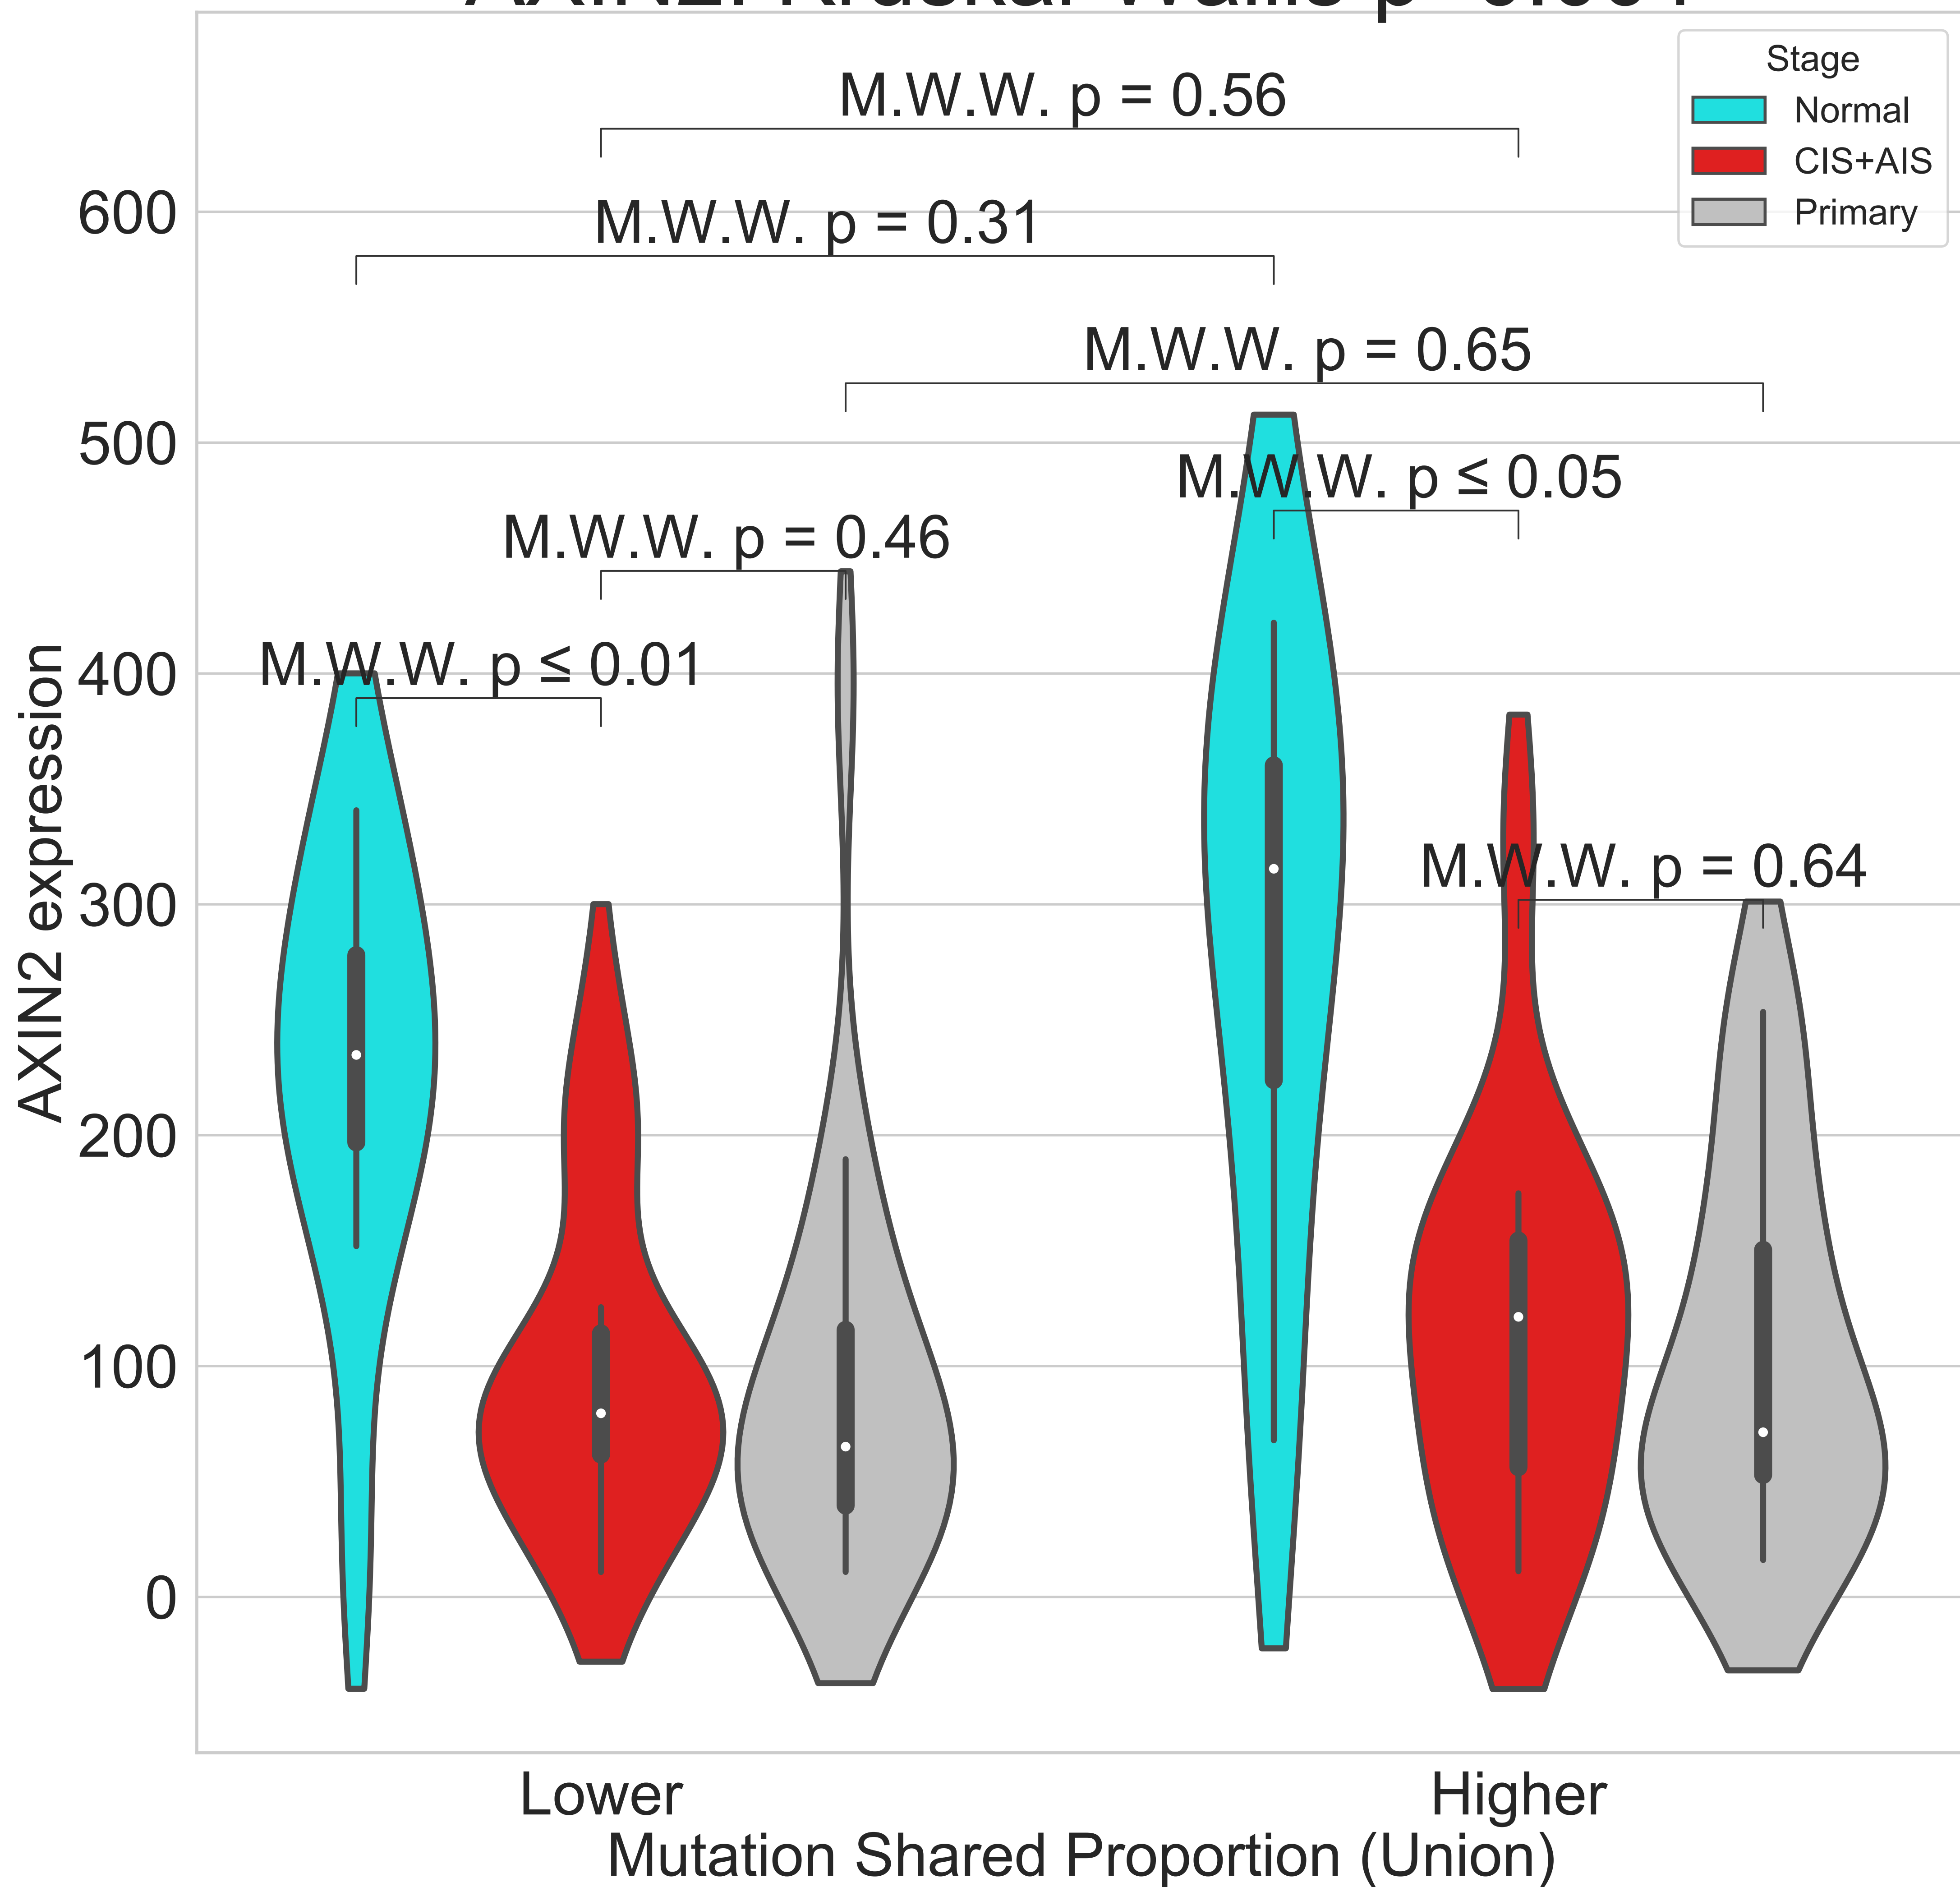 Stage
Normal
CIS+AIS
Primary
M.W.W. p = 0.56
M.W.W. p = 0.31
M.W.W. p = 0.65
M.W.W. p ≤ 0.05
M.W.W. p = 0.46
M.W.W. p ≤ 0.01
M.W.W. p = 0.64
AXIN2 expression
600
500
400
300
200
100
0
Lower
Higher
Mutation Shared Proportion (Union)